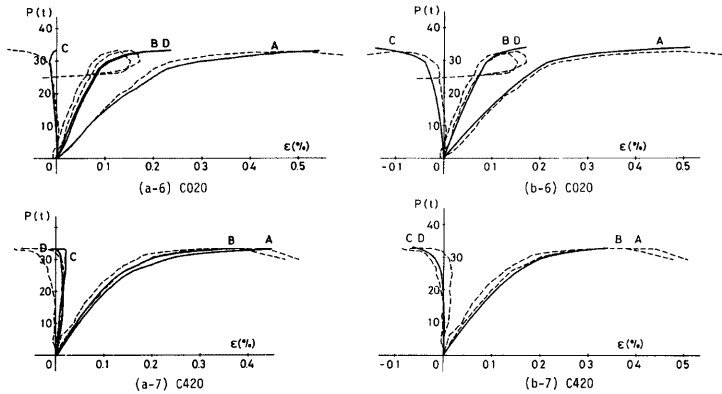 P(t)
40
30
20
10
0
C
B D
A
ε(%)
0.1
0.2
0.3
0.4
0.5
(a-6) C020
P(t)
40
30
20
10
C
B D
A
ε(%)
-0.1
0
0.1
0.2
0.3
0.4
0.5
(b-6) C020
P(t)
D
C
B
A
30
20
10
0
ε(%)
0.1
0.2
0.3
0.4
(a-7) C420
P(t)
40
30
20
10
C D
B
A
ε(%)
-0.1
0
0.1
0.2
0.3
0.4
0.5
(b-7) C420